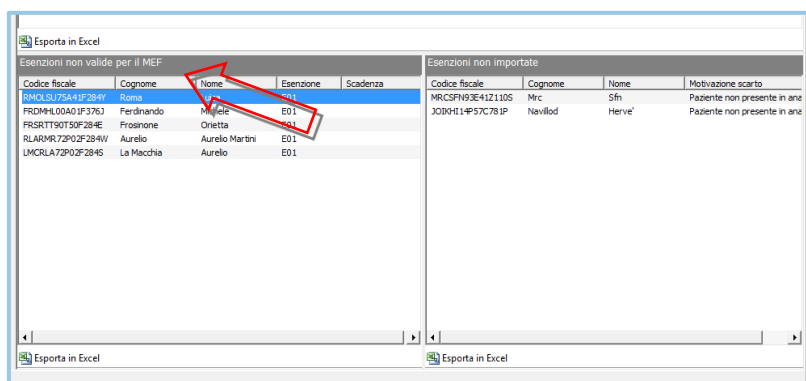 Esporta in Excel
Esenzioni non valide per il MEF
Codice fiscale Cognome Nome Esenzione Scadenza
RMOLSU75A41F284Y Roma E01
FRDMHL00A01F376J Ferdinando E01
FRSRTT90T50F284E Frosinone Orietta E01
RLARMR72P02F284W Aurelio Aurelio Martini E01
LMCRLA72P02F284S La Macchia Aurelio E01
Esporta in Excel
Esenzioni non importate
Codice fiscale Cognome Nome Motivazione scarto
MRCSFN93E41Z110S Mrc Sfn Paziente non presente in ana
JOIKHI14P57C781P Navillod Herve' Paziente non presente in ana
Esporta in Excel